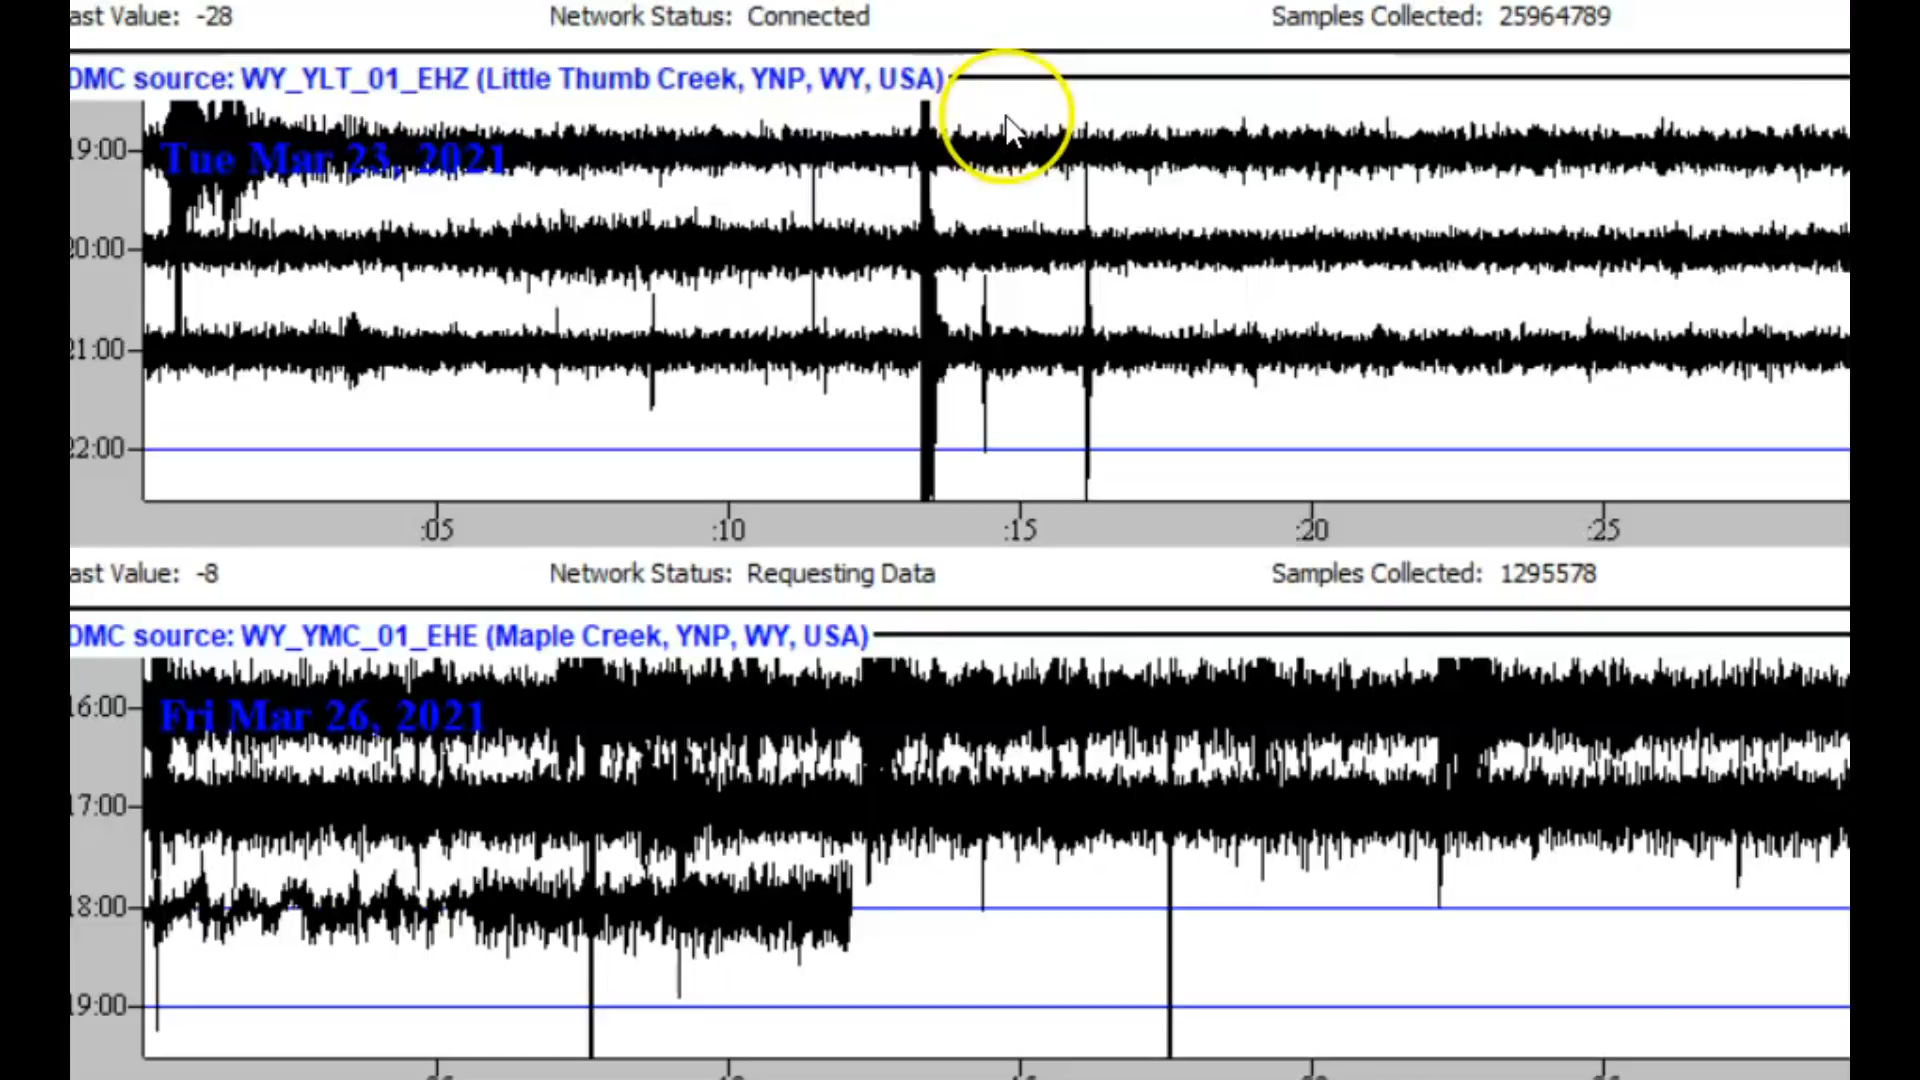 ast Value: -28 Network Status: Connected Samples Collected: 25964789
DMC source: WY_YLT_01_EHZ (Little Thumb Creek, YNP, WY, USA)
19:00
Tue Mar 23, 2021
20:00
21:00
22:00
:05 :10 :15 :20 :25
ast Value: -8 Network Status: Requesting Data Samples Collected: 1295578
DMC source: WY_YMC_01_EHE (Maple Creek, YNP, WY, USA)
16:00
Fri Mar 26, 2021
17:00
18:00
19:00